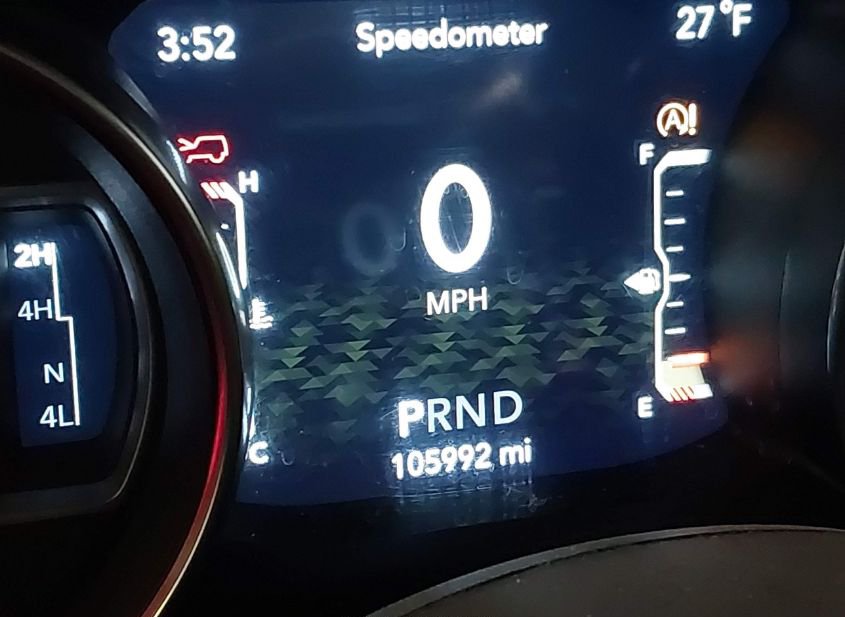 3:52
Speedometer
27°F
A!
H
F
2H
0
4H
MPH
N
PRND
E
4L
105992 mi
C